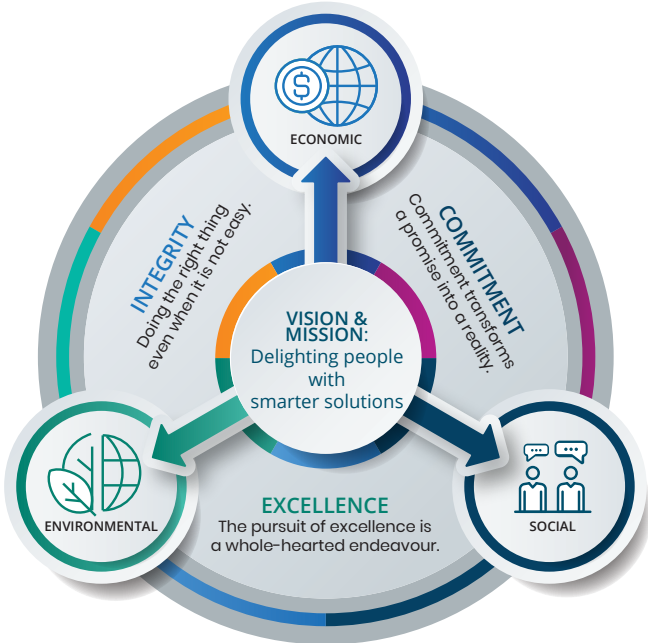 ECONOMIC
INTEGRITY
Doing the right thing
even when it is not easy.
COMMITMENT
Commitment transforms
a promise into a reality.
VISION &
MISSION:
Delighting people
with
smarter solutions
ENVIRONMENTAL
EXCELLENCE
The pursuit of excellence is
a whole-hearted endeavour.
SOCIAL